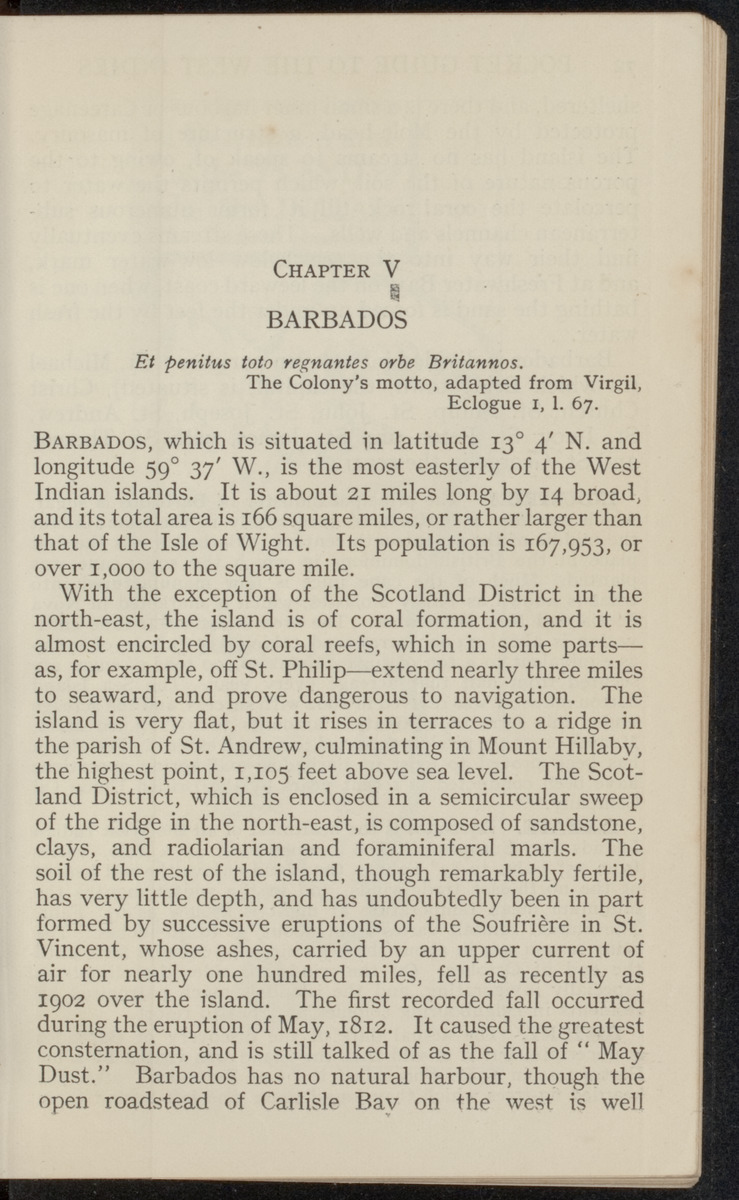 CHAPTER V
BARBADOS
Et penitus toto regnantes orbe Britannos.
The Colony's motto, adapted from Virgil,
Eclogue 1, l. 67.
BARBADOS, which is situated in latitude 13° 4′ N. and
longitude 59° 37′ W., is the most easterly of the West
Indian islands. It is about 21 miles long by 14 broad,
and its total area is 166 square miles, or rather larger than
that of the Isle of Wight. Its population is 167,953, or
over 1,000 to the square mile.
With the exception of the Scotland District in the
north-east, the island is of coral formation, and it is
almost encircled by coral reefs, which in some parts—
as, for example, off St. Philip—extend nearly three miles
to seaward, and prove dangerous to navigation. The
island is very flat, but it rises in terraces to a ridge in
the parish of St. Andrew, culminating in Mount Hillaby,
the highest point, 1,105 feet above sea level. The Scot-
land District, which is enclosed in a semicircular sweep
of the ridge in the north-east, is composed of sandstone,
clays, and radiolarian and foraminiferal marls. The
soil of the rest of the island, though remarkably fertile,
has very little depth, and has undoubtedly been in part
formed by successive eruptions of the Soufrière in St.
Vincent, whose ashes, carried by an upper current of
air for nearly one hundred miles, fell as recently as
1902 over the island. The first recorded fall occurred
during the eruption of May, 1812. It caused the greatest
consternation, and is still talked of as the fall of “ May
Dust.” Barbados has no natural harbour, though the
open roadstead of Carlisle Bay on the west is well